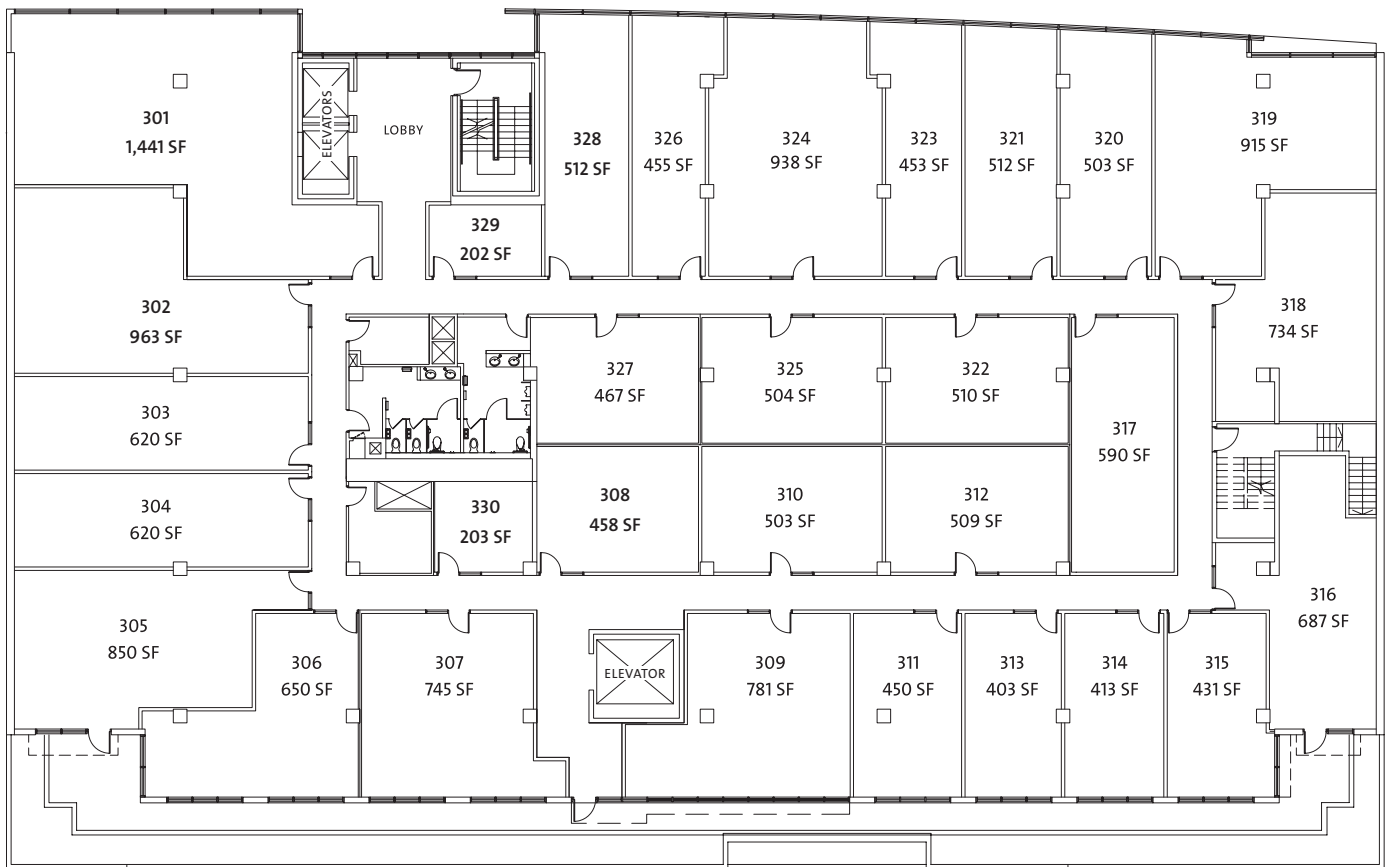 301
1,441 SF
ELEVATORS
LOBBY
328
512 SF
326
455 SF
324
938 SF
323
453 SF
321
512 SF
320
503 SF
319
915 SF
329
202 SF
302
963 SF
318
734 SF
327
467 SF
325
504 SF
322
510 SF
303
620 SF
317
590 SF
304
620 SF
330
203 SF
308
458 SF
310
503 SF
312
509 SF
305
850 SF
316
687 SF
306
650 SF
307
745 SF
ELEVATOR
309
781 SF
311
450 SF
313
403 SF
314
413 SF
315
431 SF